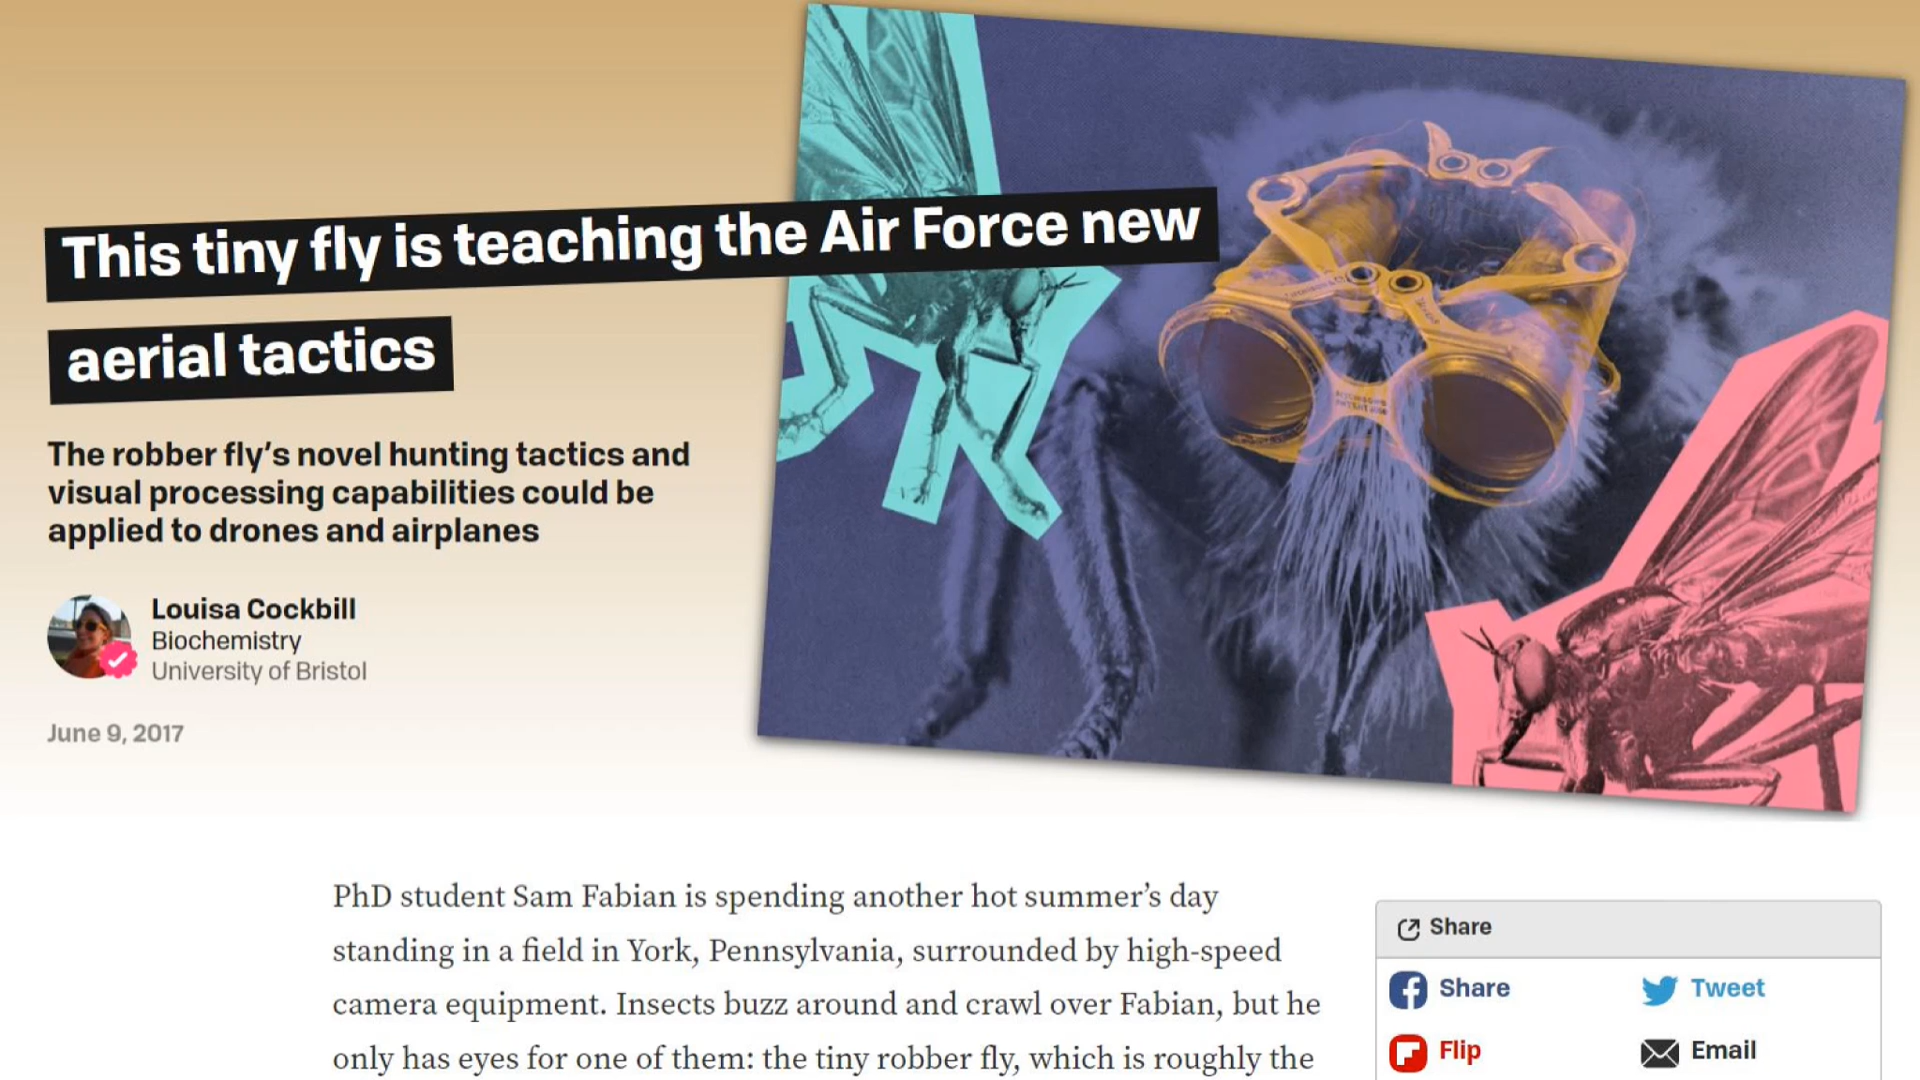 This tiny fly is teaching the Air Force new
aerial tactics
The robber fly's novel hunting tactics and
visual processing capabilities could be
applied to drones and airplanes
Louisa Cockbill
Biochemistry
University of Bristol
June 9, 2017
PhD student Sam Fabian is spending another hot summer’s day
standing in a field in York, Pennsylvania, surrounded by high-speed
camera equipment. Insects buzz around and crawl over Fabian, but he
only has eyes for one of them: the tiny robber fly, which is roughly the
Share
Share
Tweet
Flip
Email